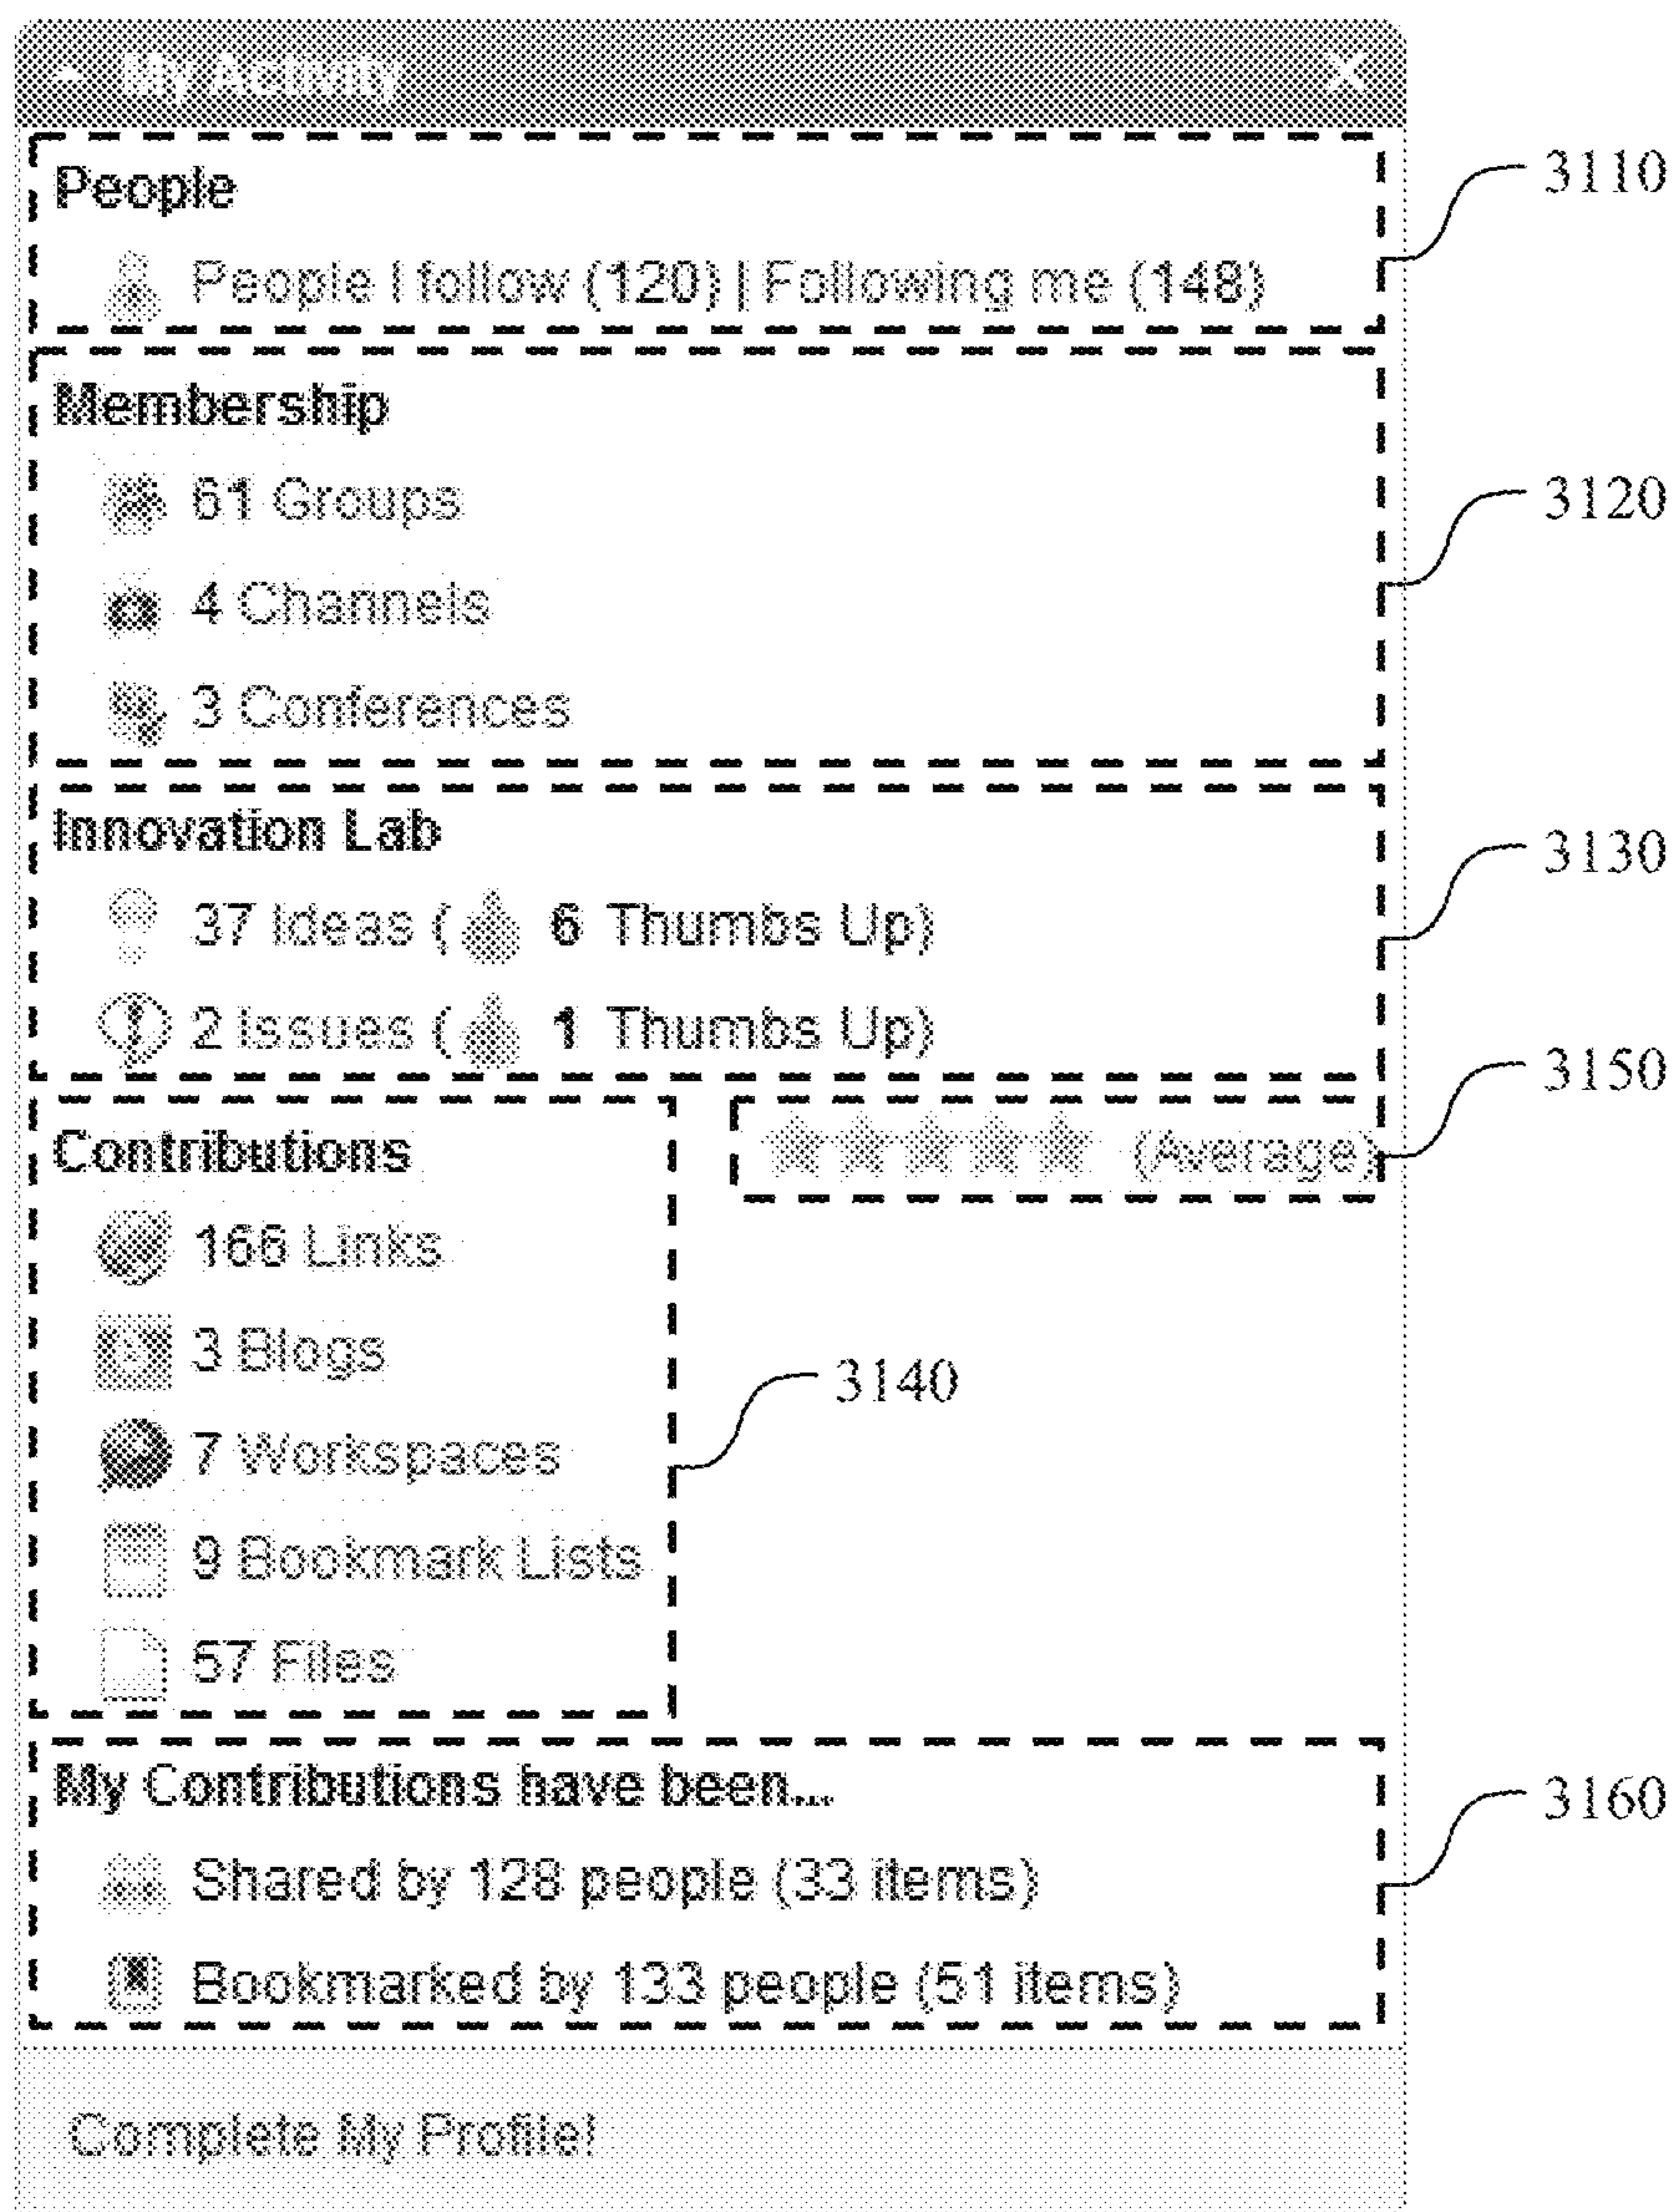 My Activity
People
3110
People I follow (120) | Following me (148)
Membership
61 Groups
3120
4 Channels
3 Conferences
Innovation Lab
3130
37 Ideas ( 6 Thumbs Up)
2 Issues ( 1 Thumbs Up)
3150
Contributions
(Average)
166 Links
3 Blogs
3140
7 Workspaces
9 Bookmark Lists
57 Files
My Contributions have been...
3160
Shared by 128 people (33 items)
Bookmarked by 133 people (51 items)
Complete My Profile!